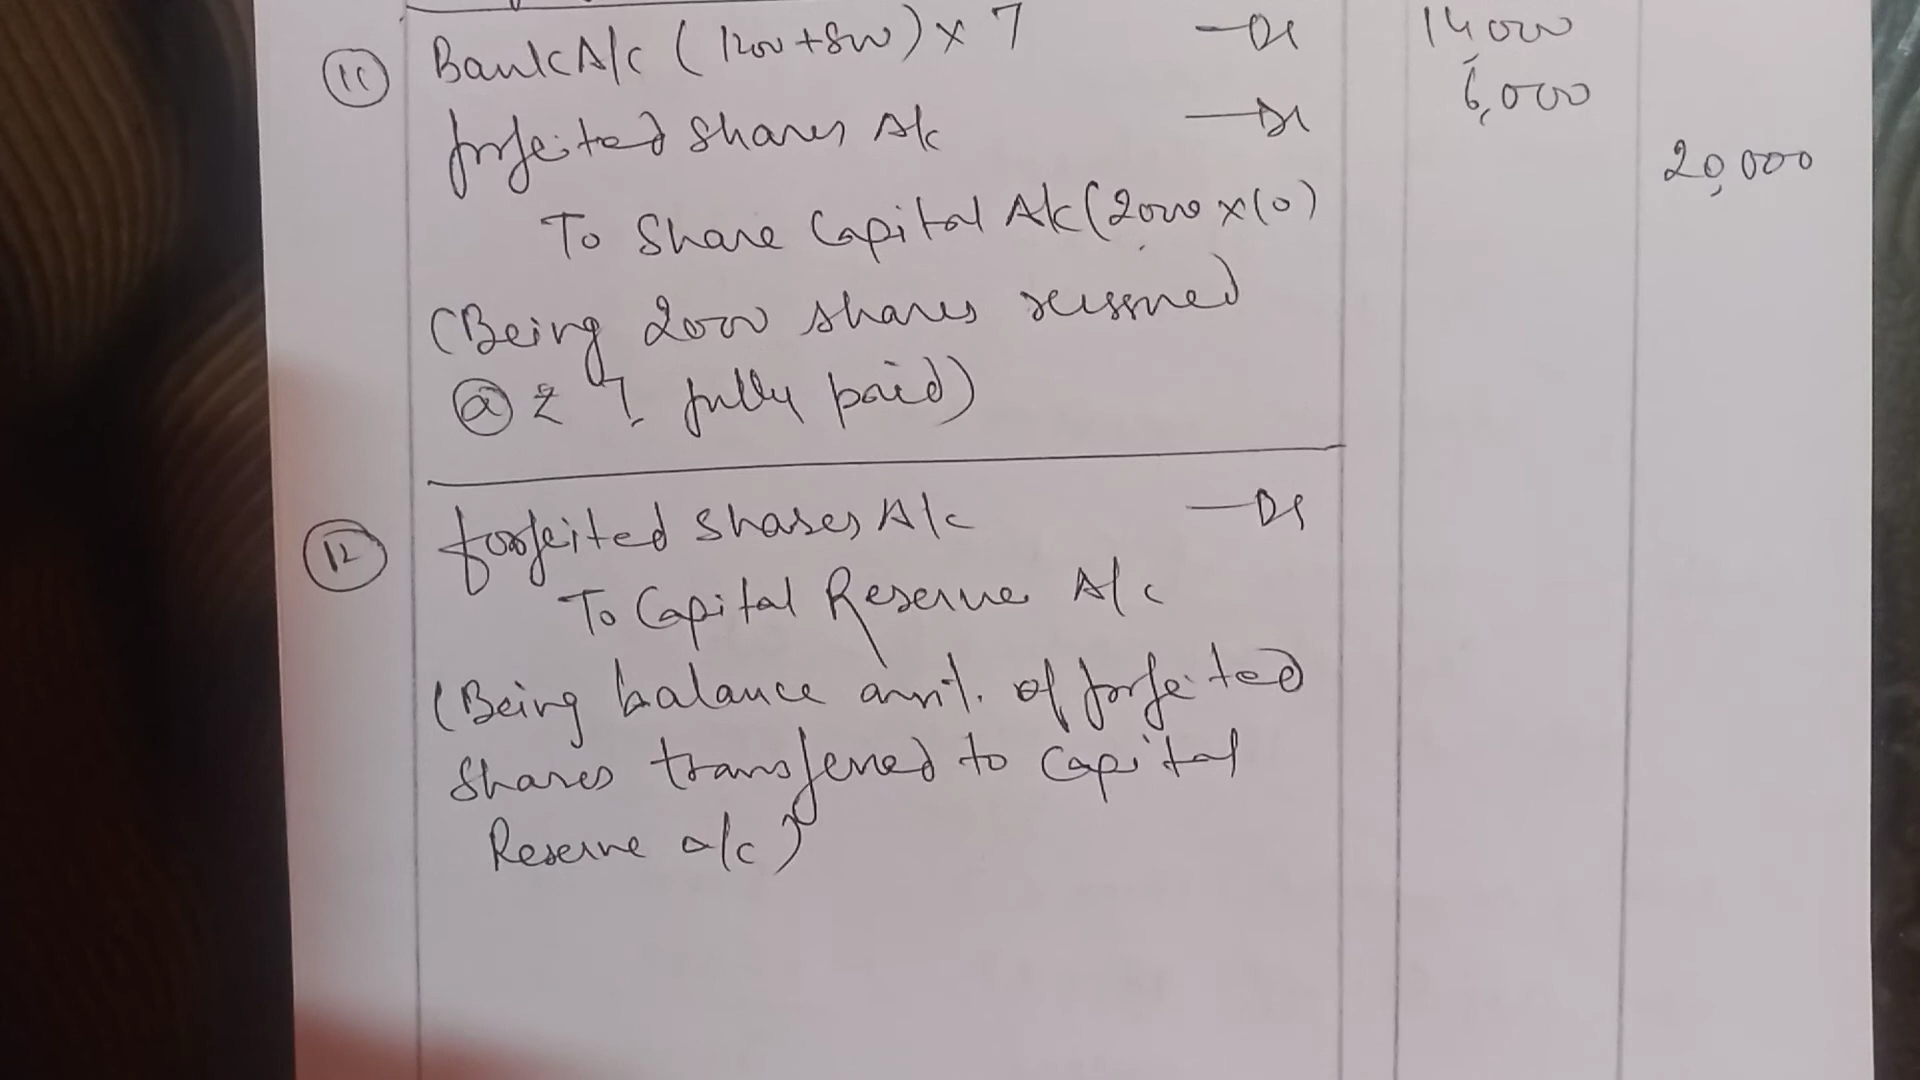 11 Bank A/c (1200+800) x 7 —Dr 14000
forfeited Shares A/c —Dr 6,000
To Share Capital A/c (2000 x 10) 20,000
(Being 2000 shares reissued
@ ₹ 7 fully paid)
12 forfeited Shares A/c —Dr
To Capital Reserve A/c
(Being balance amt. of forfeited
Shares transferred to Capital
Reserve a/c)